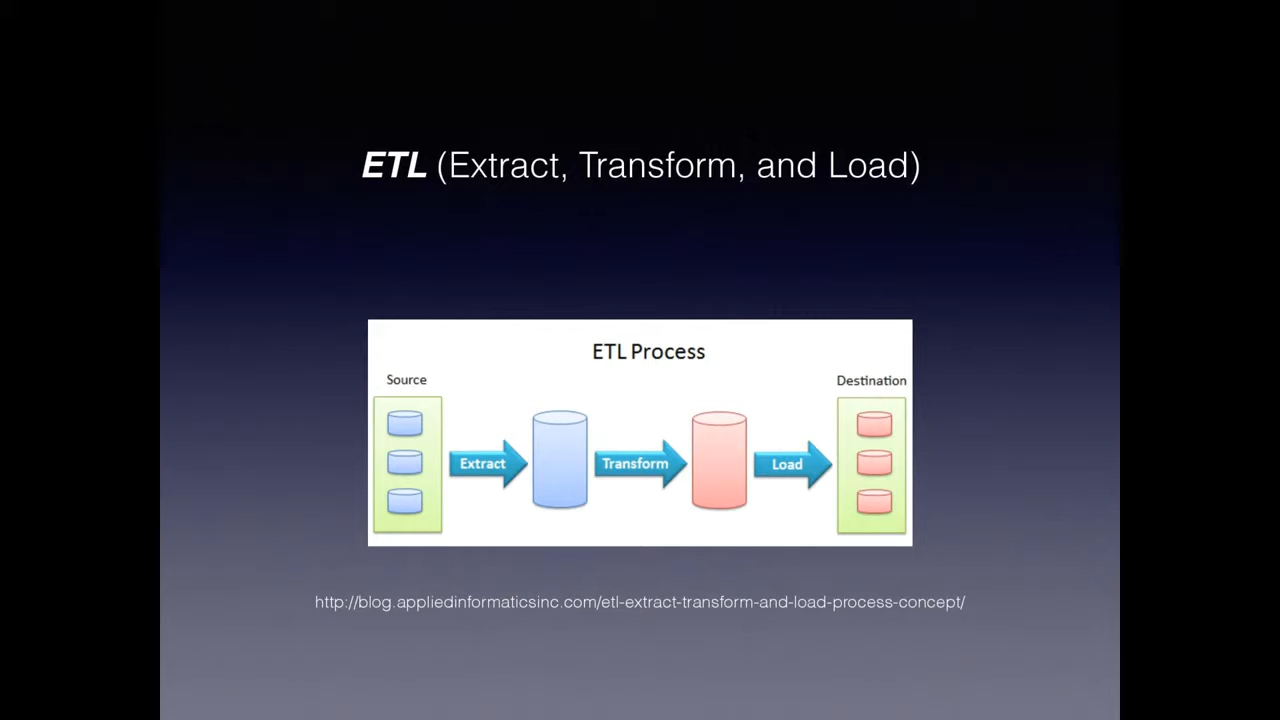 ETL (Extract, Transform, and Load)
ETL Process
Source
Destination
Extract
Transform
Load
http://blog.appliedinformaticsinc.com/etl-extract-transform-and-load-process-concept/